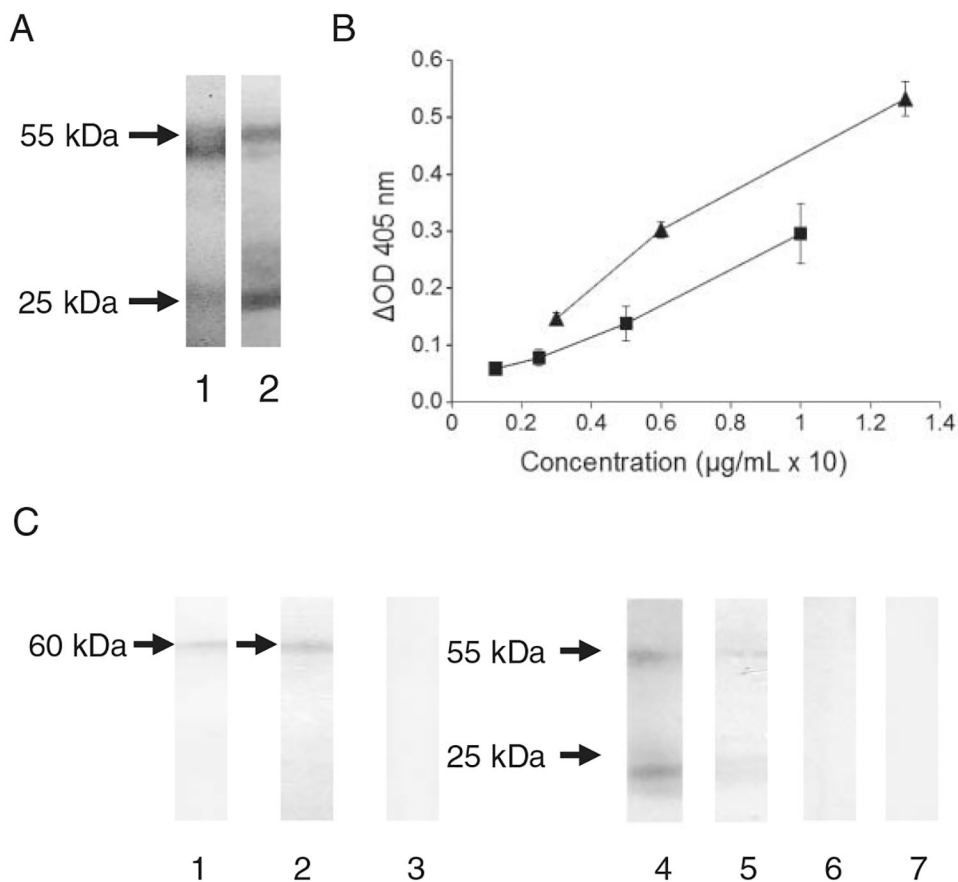 A
55 kDa
25 kDa
1 2
B
0.6
0.5
0.4
0.3
0.2
0.1
0.0
ΔOD 405 nm
0 0.2 0.4 0.6 0.8 1 1.2 1.4
Concentration (µg/mL x 10)
C
60 kDa
55 kDa
25 kDa
1 2 3 4 5 6 7